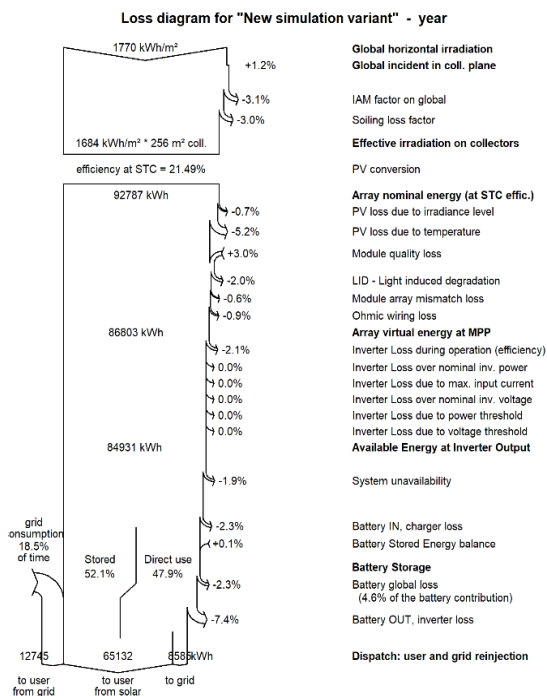 Loss diagram for "New simulation variant" - year
1770 kWh/m² Global horizontal irradiation
+1.2% Global incident in coll. plane
-3.1% IAM factor on global
-3.0% Soiling loss factor
1684 kWh/m² * 256 m² coll. Effective irradiation on collectors
efficiency at STC = 21.49% PV conversion
92787 kWh Array nominal energy (at STC effic.)
-0.7% PV loss due to irradiance level
-5.2% PV loss due to temperature
+3.0% Module quality loss
-2.0% LID - Light induced degradation
-0.6% Module array mismatch loss
-0.9% Ohmic wiring loss
86803 kWh Array virtual energy at MPP
-2.1% Inverter Loss during operation (efficiency)
0.0% Inverter Loss over nominal inv. power
0.0% Inverter Loss due to max. input current
0.0% Inverter Loss over nominal inv. voltage
0.0% Inverter Loss due to power threshold
0.0% Inverter Loss due to voltage threshold
84931 kWh Available Energy at Inverter Output
-1.9% System unavailability
grid
onsumption
18.5%
of time
Stored
52.1%
Direct use
47.9%
-2.3% Battery IN, charger loss
+0.1% Battery Stored Energy balance
Battery Storage
-2.3% Battery global loss
(4.6% of the battery contribution)
-7.4% Battery OUT, inverter loss
12745 65132 8585kWh Dispatch: user and grid reinjection
to user
from grid
to user
from solar
to grid